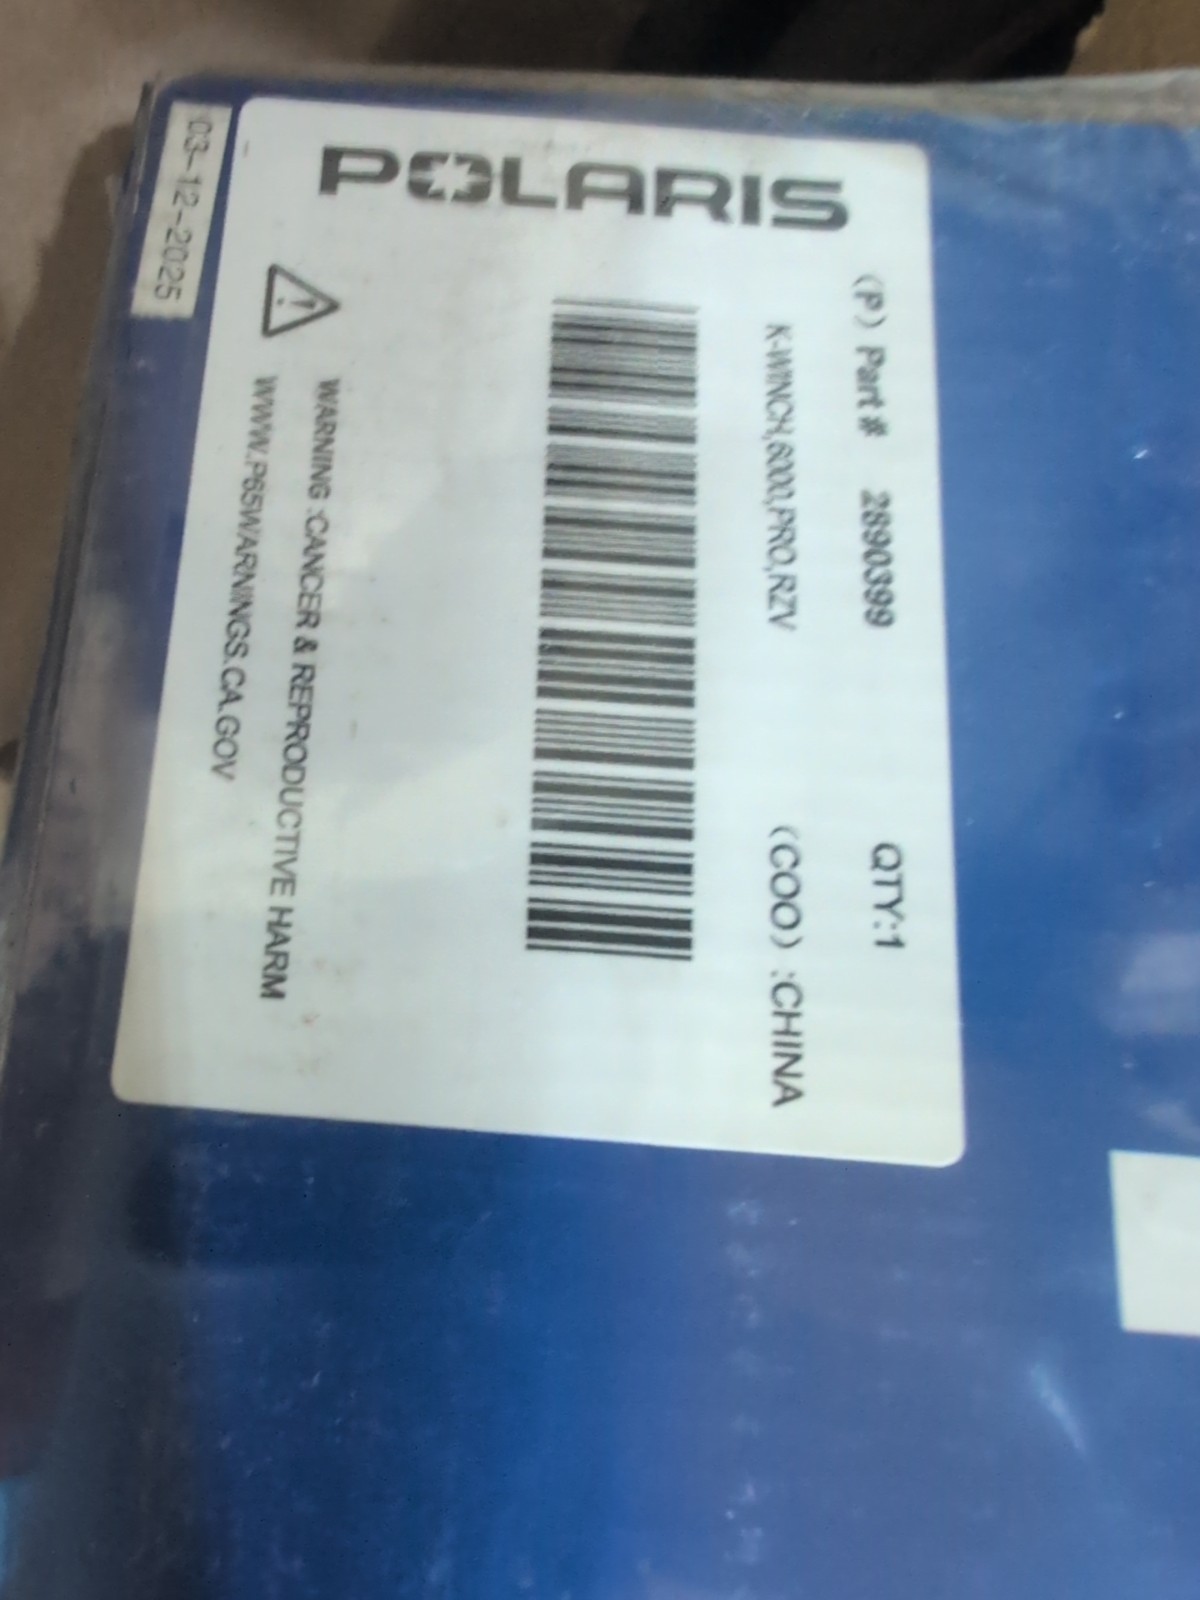 03-12-2025
POLARIS
(P) Part # 2890399 QTY:1
K-WINCH,6000,PRO,RZV (COO) :CHINA
WARNING :CANCER & REPRODUCTIVE HARM
WWW.P65WARNINGS.CA.GOV